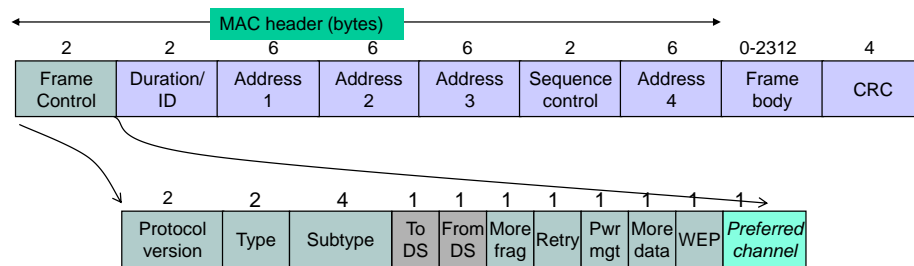 MAC header (bytes)
2 2 6 6 6 2 6 0-2312 4
Frame Control
Duration/ ID
Address 1
Address 2
Address 3
Sequence control
Address 4
Frame body
CRC
2 2 4 1 1 1 1 1 1 1 1
Protocol version
Type
Subtype
To DS
From DS
More frag
Retry
Pwr mgt
More data
WEP
Preferred channel